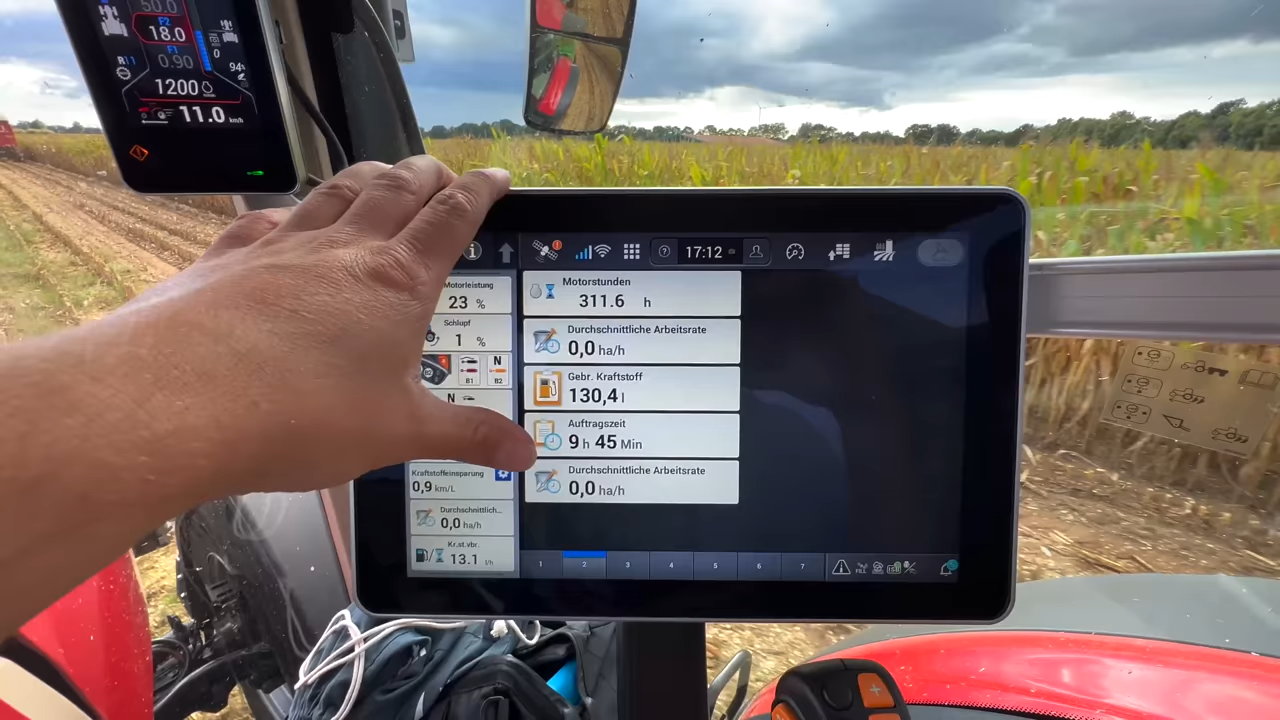 50.0
F2
18.0
F1
0.90
0
R 11
94%
1200
11.0 km/h
i
?
17:12
Motorleistung
23 %
Schlupf
1 %
N
B1
B2
N
Kraftstoffeinsparung
0,9 km/L
Durchschnittlich...
0,0 ha/h
Kr.st.vbr.
13.1 l/h
Motorstunden
311.6 h
Durchschnittliche Arbeitsrate
0,0 ha/h
Gebr. Kraftstoff
130,4 l
Auftragszeit
9 h 45 Min
Durchschnittliche Arbeitsrate
0,0 ha/h
1 2 3 4 5 6 7
FILL